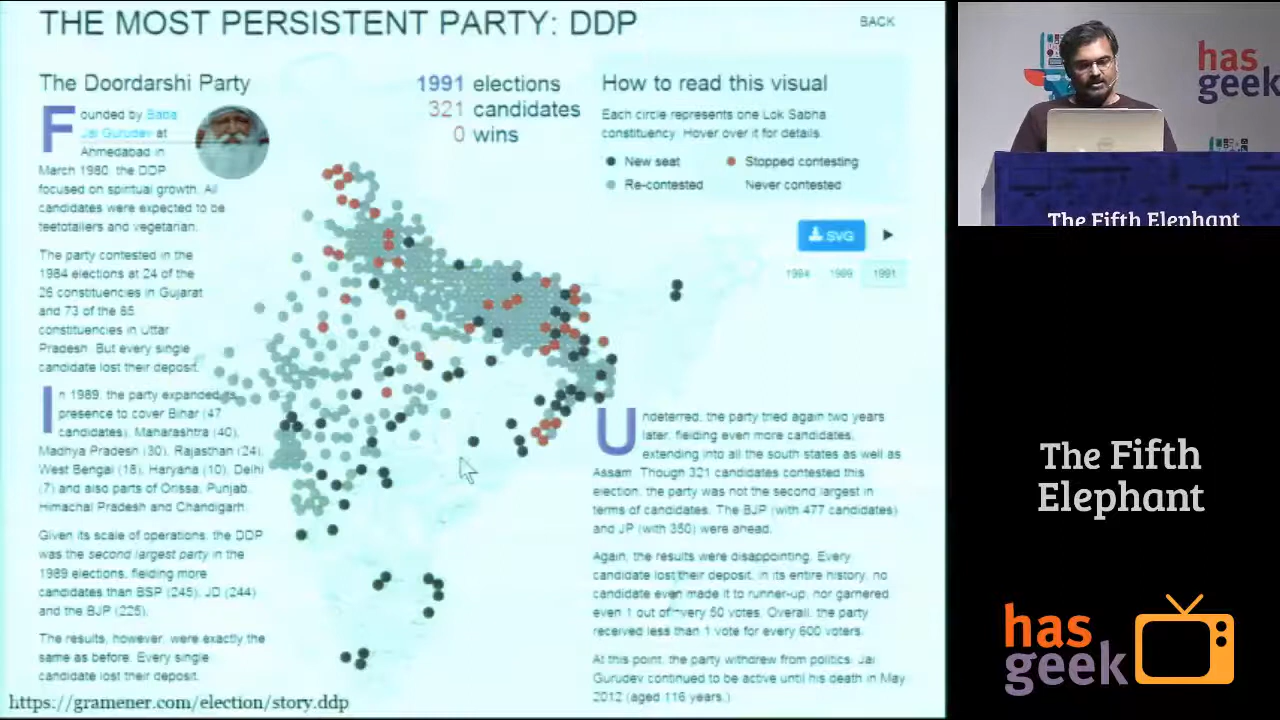 THE MOST PERSISTENT PARTY: DDP
BACK
The Doordarshi Party
Founded by Baba
Jai Gurudev at
Ahmedabad in
March 1980, the DDP
focused on spiritual growth. All
candidates were expected to be
teetotallers and vegetarian.
The party contested in the
1984 elections at 24 of the
26 constituencies in Gujarat
and 73 of the 85
constituencies in Uttar
Pradesh. But every single
candidate lost their deposit.
In 1989, the party expanded its
presence to cover Bihar (47
candidates), Maharashtra (40),
Madhya Pradesh (30), Rajasthan (24),
West Bengal (18), Haryana (10), Delhi
(7) and also parts of Orissa, Punjab,
Himachal Pradesh and Chandigarh.
Given its scale of operations, the DDP
was the second largest party in the
1989 elections, fielding more
candidates than BSP (245), JD (244)
and the BJP (225).
The results, however, were exactly the
same as before. Every single
candidate lost their deposit.
1991 elections
321 candidates
0 wins
How to read this visual
Each circle represents one Lok Sabha
constituency. Hover over it for details.
New seat
Stopped contesting
Re-contested
Never contested
SVG
1984 1989 1991
Undeterred, the party tried again two years
later, fielding even more candidates,
extending into all the south states as well as
Assam. Though 321 candidates contested this
election, the party was not the second largest in
terms of candidates. The BJP (with 477 candidates)
and JP (with 350) were ahead.
Again, the results were disappointing. Every
candidate lost their deposit. In its entire history, no
candidate even made it to runner-up, nor garnered
even 1 out of every 50 votes. Overall, the party
received less than 1 vote for every 600 voters.
At this point, the party withdrew from politics. Jai
Gurudev continued to be active until his death in May
2012 (aged 116 years.)
https://gramener.com/election/story.ddp
has
geek
The Fifth Elephant
The Fifth
Elephant
has
geek